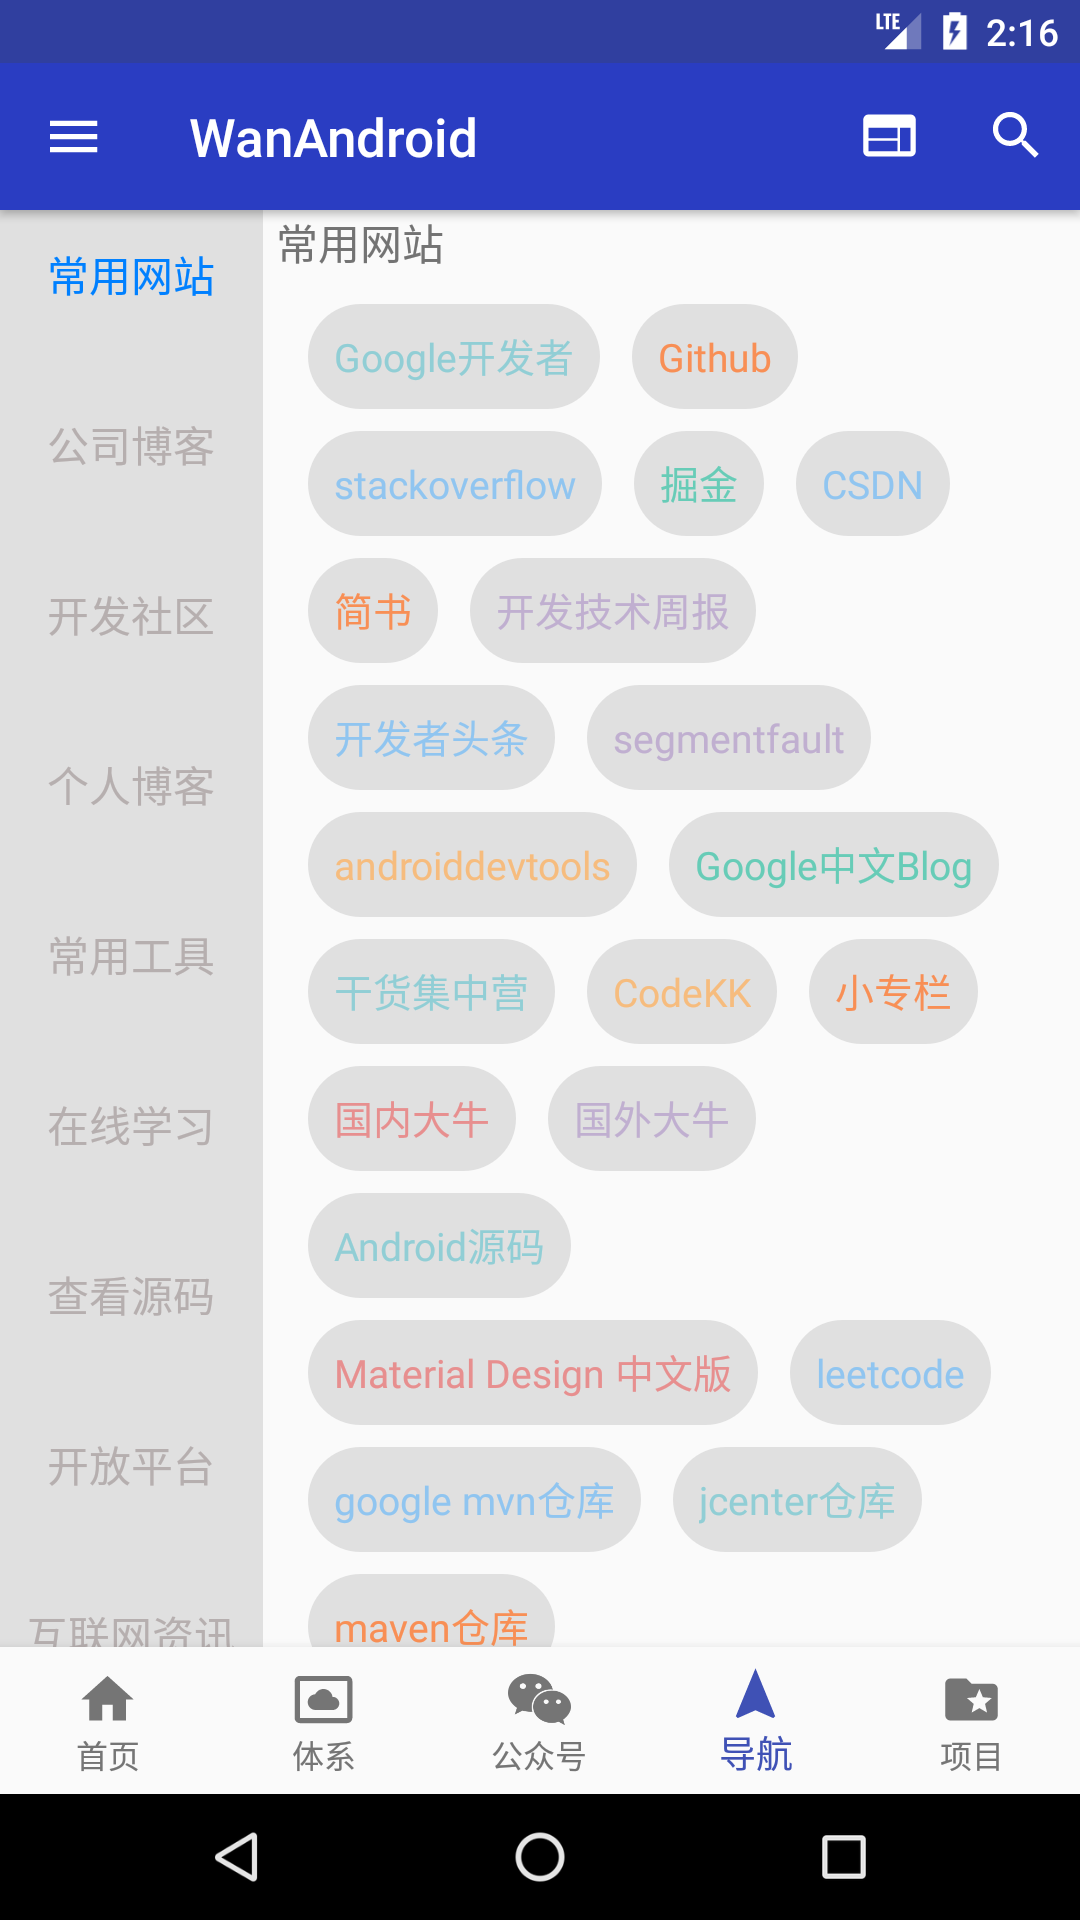 LTE 2:16
WanAndroid
常用网站
公司博客
开发社区
个人博客
常用工具
在线学习
查看源码
开放平台
互联网资讯
常用网站
Google开发者 Github
stackoverflow 掘金 CSDN
简书 开发技术周报
开发者头条 segmentfault
androiddevtools Google中文Blog
干货集中营 CodeKK 小专栏
国内大牛 国外大牛
Android源码
Material Design 中文版 leetcode
google mvn仓库 jcenter仓库
maven仓库
首页 体系 公众号 导航 项目